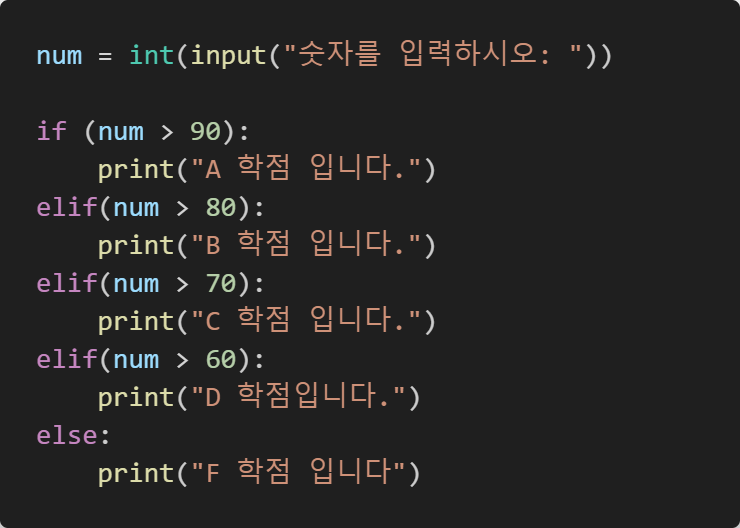 num = int(input("숫자를 입력하시오: "))
if (num > 90):
    print("A 학점 입니다.")
elif(num > 80):
    print("B 학점 입니다.")
elif(num > 70):
    print("C 학점 입니다.")
elif(num > 60):
    print("D 학점입니다.")
else:
    print("F 학점 입니다")